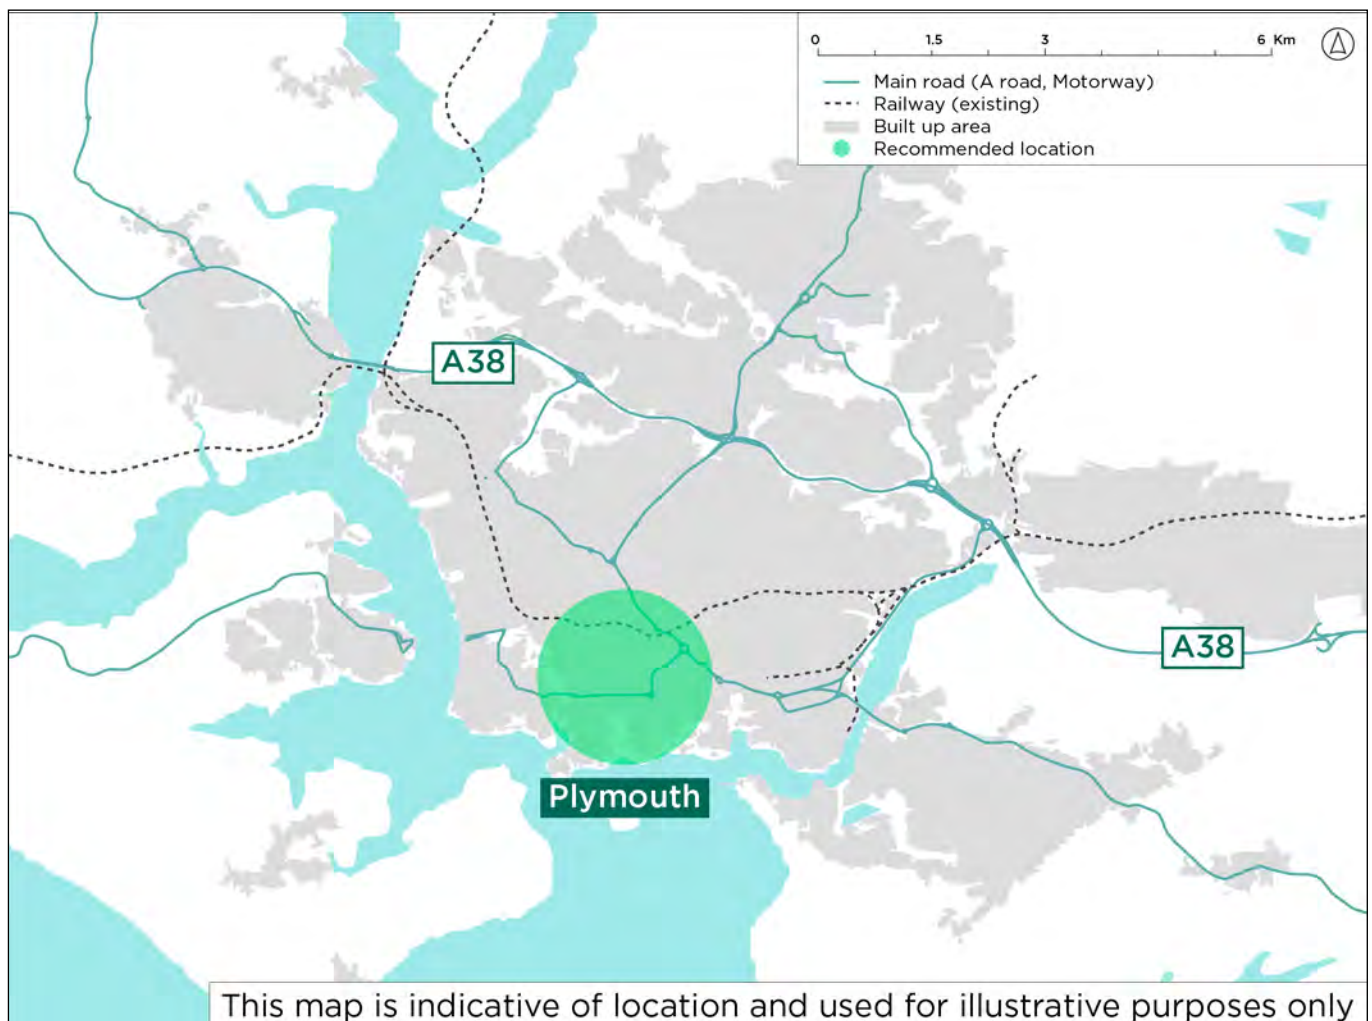 0 1.5 3 6 Km
Main road (A road, Motorway)
Railway (existing)
Built up area
Recommended location
A38
A38
Plymouth
This map is indicative of location and used for illustrative purposes only